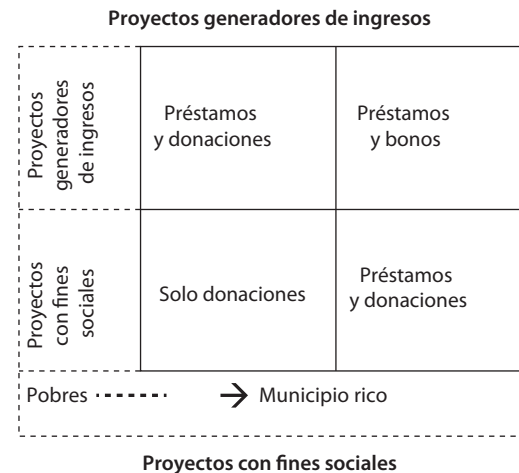 Proyectos generadores de ingresos
Proyectos
generadores
de ingresos
Préstamos
y donaciones
Préstamos
y bonos
Proyectos
con fines
sociales
Solo donaciones
Préstamos
y donaciones
Pobres
Municipio rico
Proyectos con fines sociales